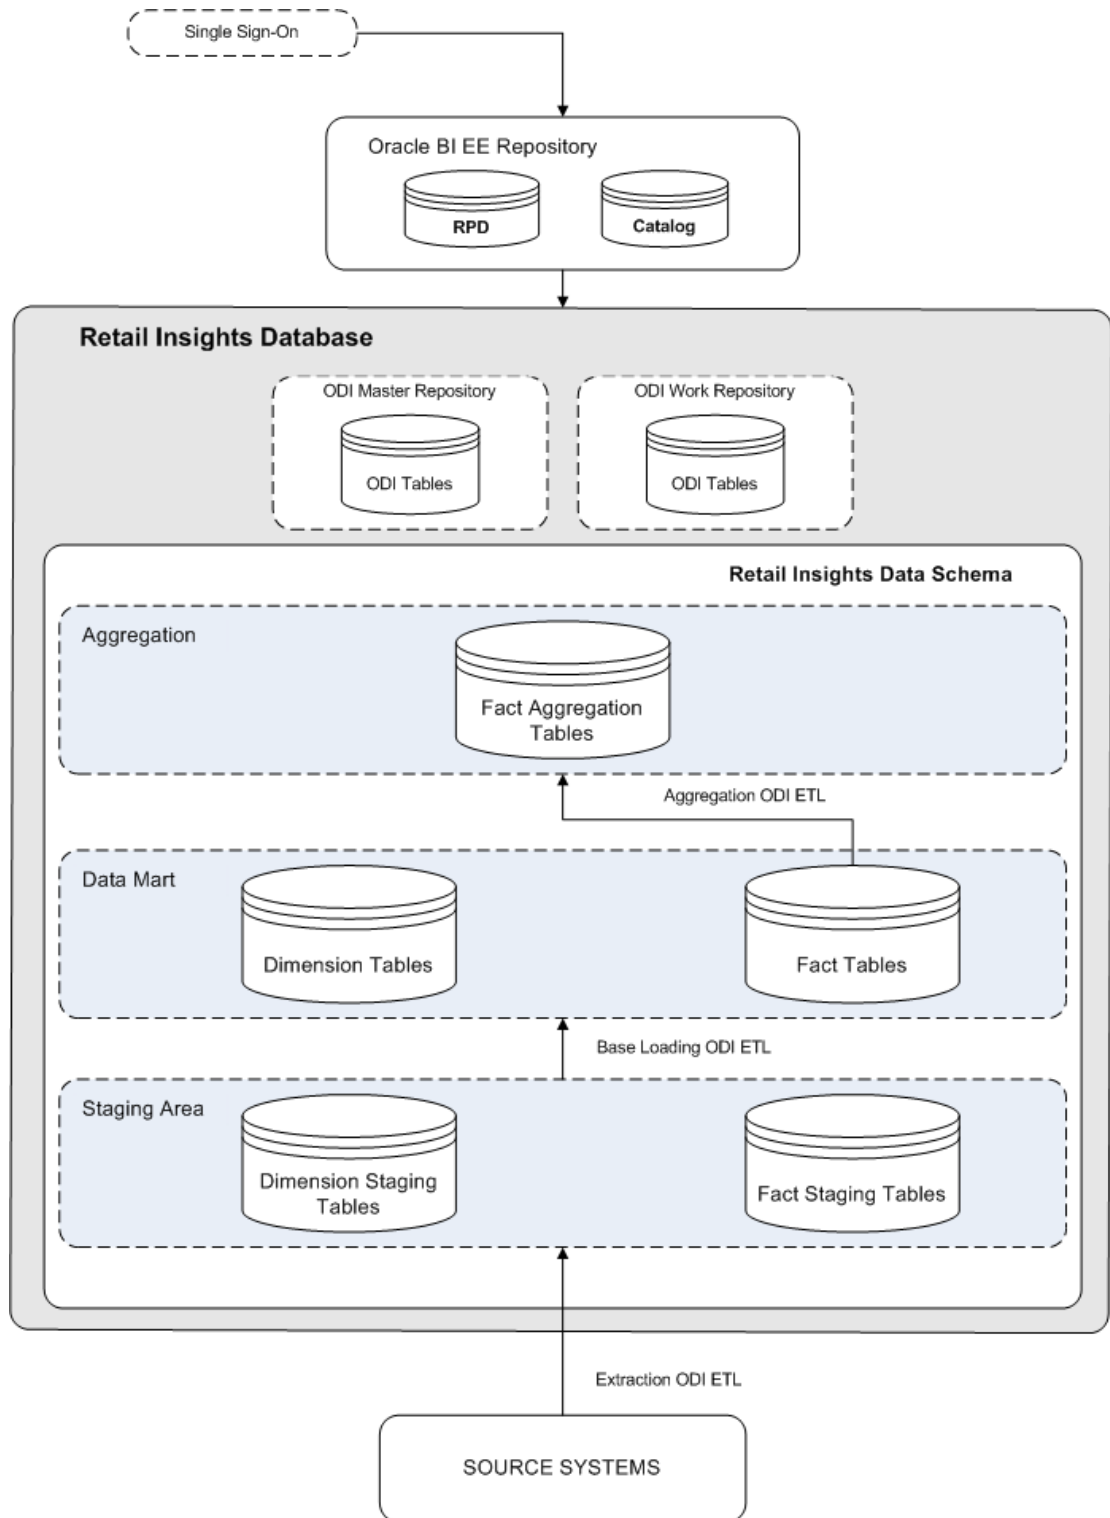 Single Sign-On
Oracle BI EE Repository
RPD
Catalog
Retail Insights Database
ODI Master Repository
ODI Work Repository
ODI Tables
ODI Tables
Retail Insights Data Schema
Aggregation
Fact Aggregation
Tables
Aggregation ODI ETL
Data Mart
Dimension Tables
Fact Tables
Base Loading ODI ETL
Staging Area
Dimension Staging
Tables
Fact Staging Tables
Extraction ODI ETL
SOURCE SYSTEMS